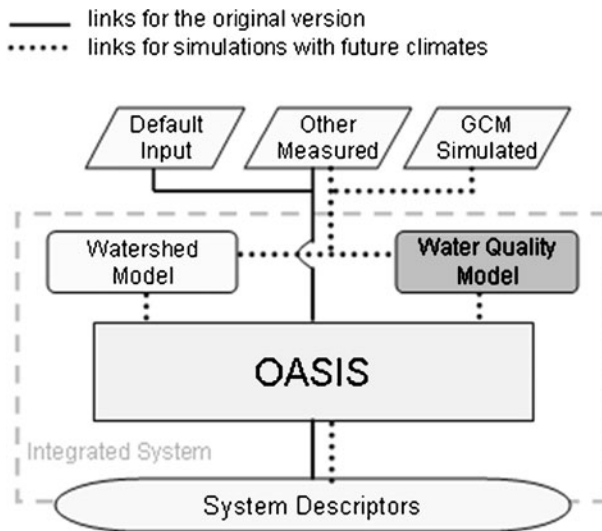 links for the original version
links for simulations with future climates
Default
Input
Other
Measured
GCM
Simulated
Watershed
Model
Water Quality
Model
OASIS
Integrated System
System Descriptors